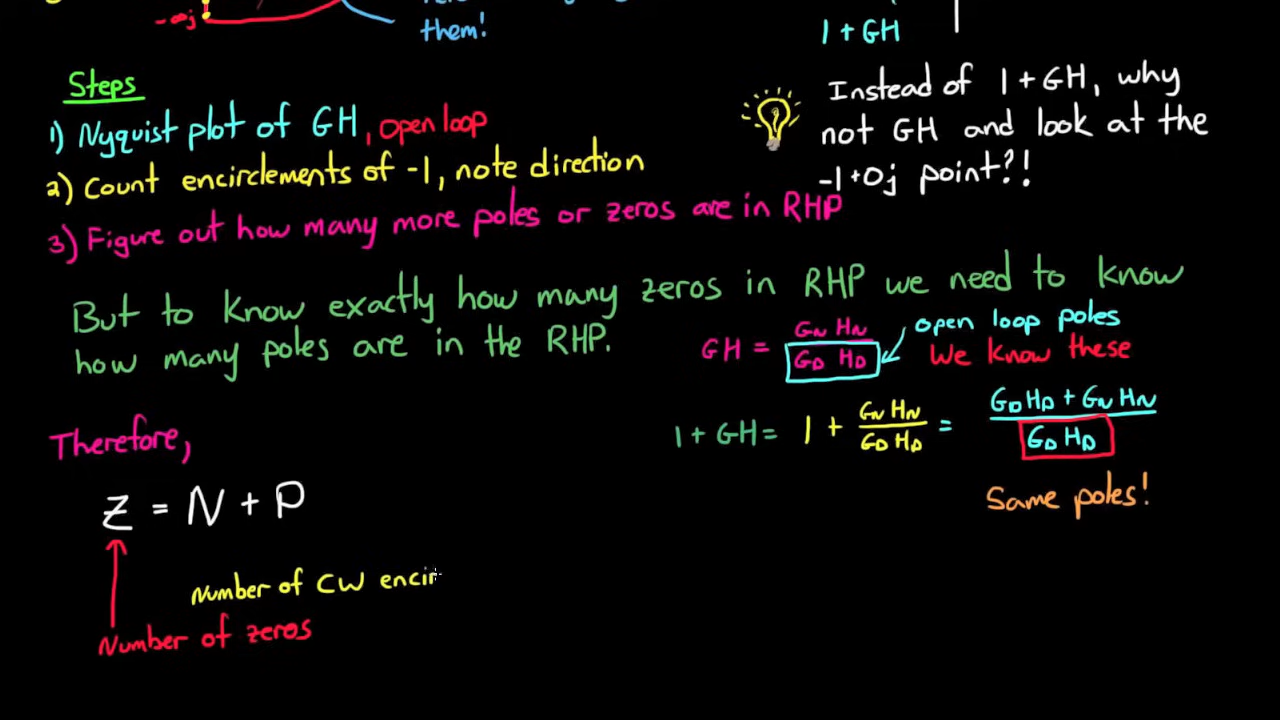 -∞j
them!
1 + GH
Steps
1) Nyquist plot of GH, open loop
2) Count encirclements of -1, note direction
3) Figure out how many more poles or zeros are in RHP
Instead of 1 + GH, why
not GH and look at the
-1+0j point?!
But to know exactly how many zeros in RHP we need to know
how many poles are in the RHP.
GH = GN HN / GD HD
open loop poles
We know these
1 + GH = 1 + GN HN / GD HD = GD HD + GN HN / GD HD
Same poles!
Therefore,
Z = N + P
Number of CW encir
Number of zeros